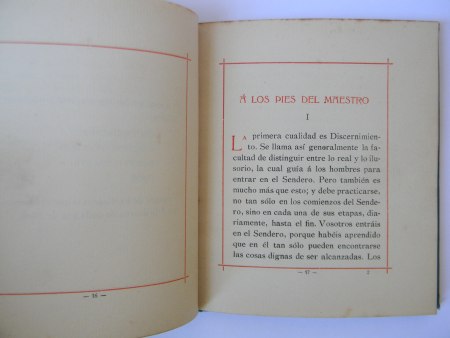 — 16 —
Á LOS PIES DEL MAESTRO
I
La primera cualidad es Discernimien-
to. Se llama así generalmente la fa-
cultad de distinguir entre lo real y lo ilu-
sorio, la cual guía á los hombres para
entrar en el Sendero. Pero también es
mucho más que esto; y debe practicarse,
no tan sólo en los comienzos del Sende-
ro, sino en cada una de sus etapas, dia-
riamente, hasta el fin. Vosotros entráis
en el Sendero, porque habéis aprendido
que en él tan sólo pueden encontrarse
las cosas dignas de ser alcanzadas. Los
— 17 — 2